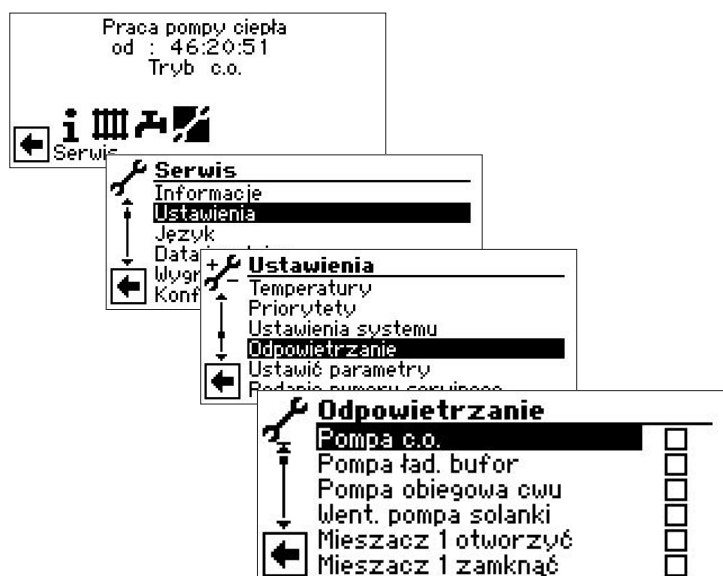 Praca pompy ciepła
od : 46:20:51
Tryb c.o.
Serwis
Serwis
Informacje
Ustawienia
Język
Data
Ustawienia
Temperatury
Priorytety
Ustawienia systemu
Odpowietrzanie
Ustawić parametry
Odpowietrzanie
Pompa c.o.
Pompa ład. bufor
Pompa obiegowa cwu
Went. pompa solanki
Mieszacz 1 otworzyć
Mieszacz 1 zamknąć